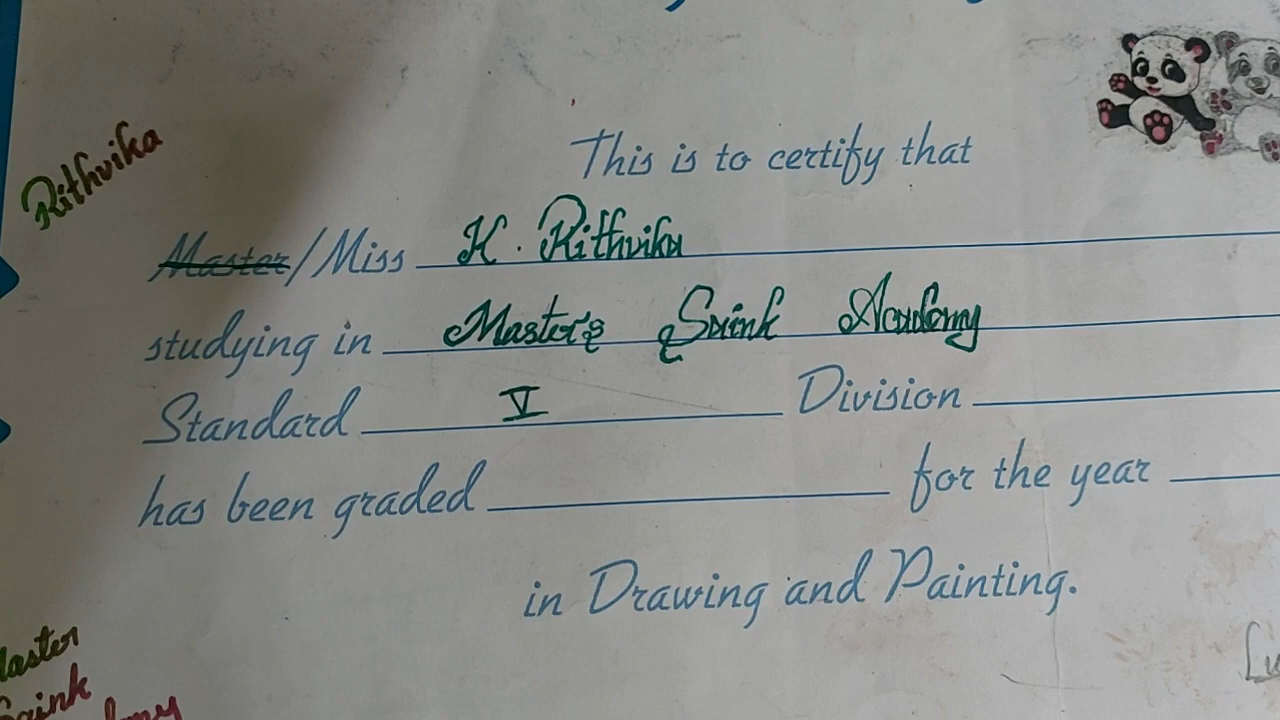 Rithvika
This is to certify that
Master/Miss K. Rithvika
studying in Master's Saink Academy
Standard V Division
has been graded for the year
in Drawing and Painting.